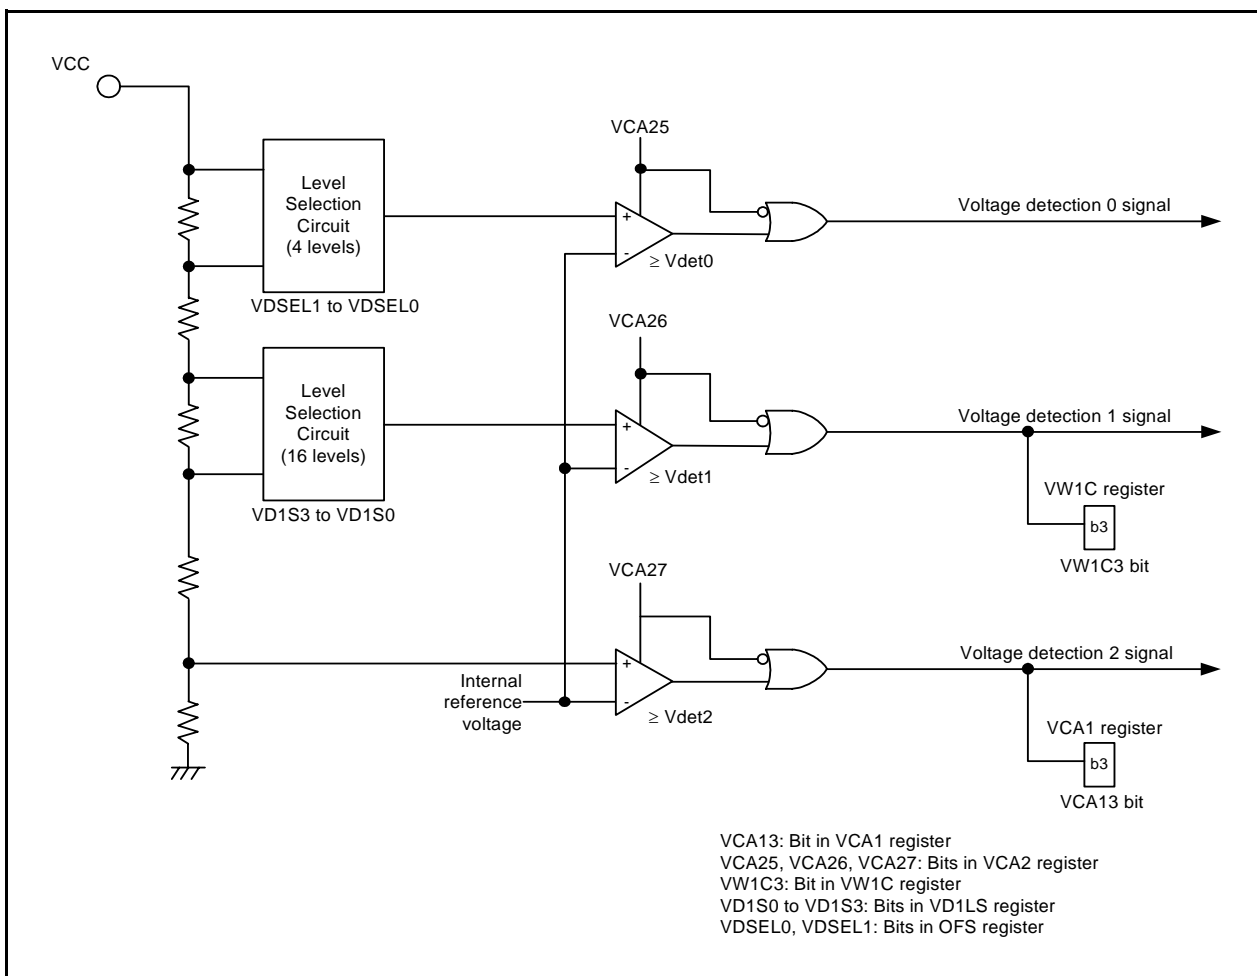 VCC
VCA25
Level
Selection
Circuit
(4 levels)
+
-
≥ Vdet0
Voltage detection 0 signal
VDSEL1 to VDSEL0
VCA26
Level
Selection
Circuit
(16 levels)
+
-
≥ Vdet1
Voltage detection 1 signal
VD1S3 to VD1S0
VW1C register
b3
VW1C3 bit
VCA27
+
-
≥ Vdet2
Voltage detection 2 signal
Internal
reference
voltage
VCA1 register
b3
VCA13 bit
VCA13: Bit in VCA1 register
VCA25, VCA26, VCA27: Bits in VCA2 register
VW1C3: Bit in VW1C register
VD1S0 to VD1S3: Bits in VD1LS register
VDSEL0, VDSEL1: Bits in OFS register